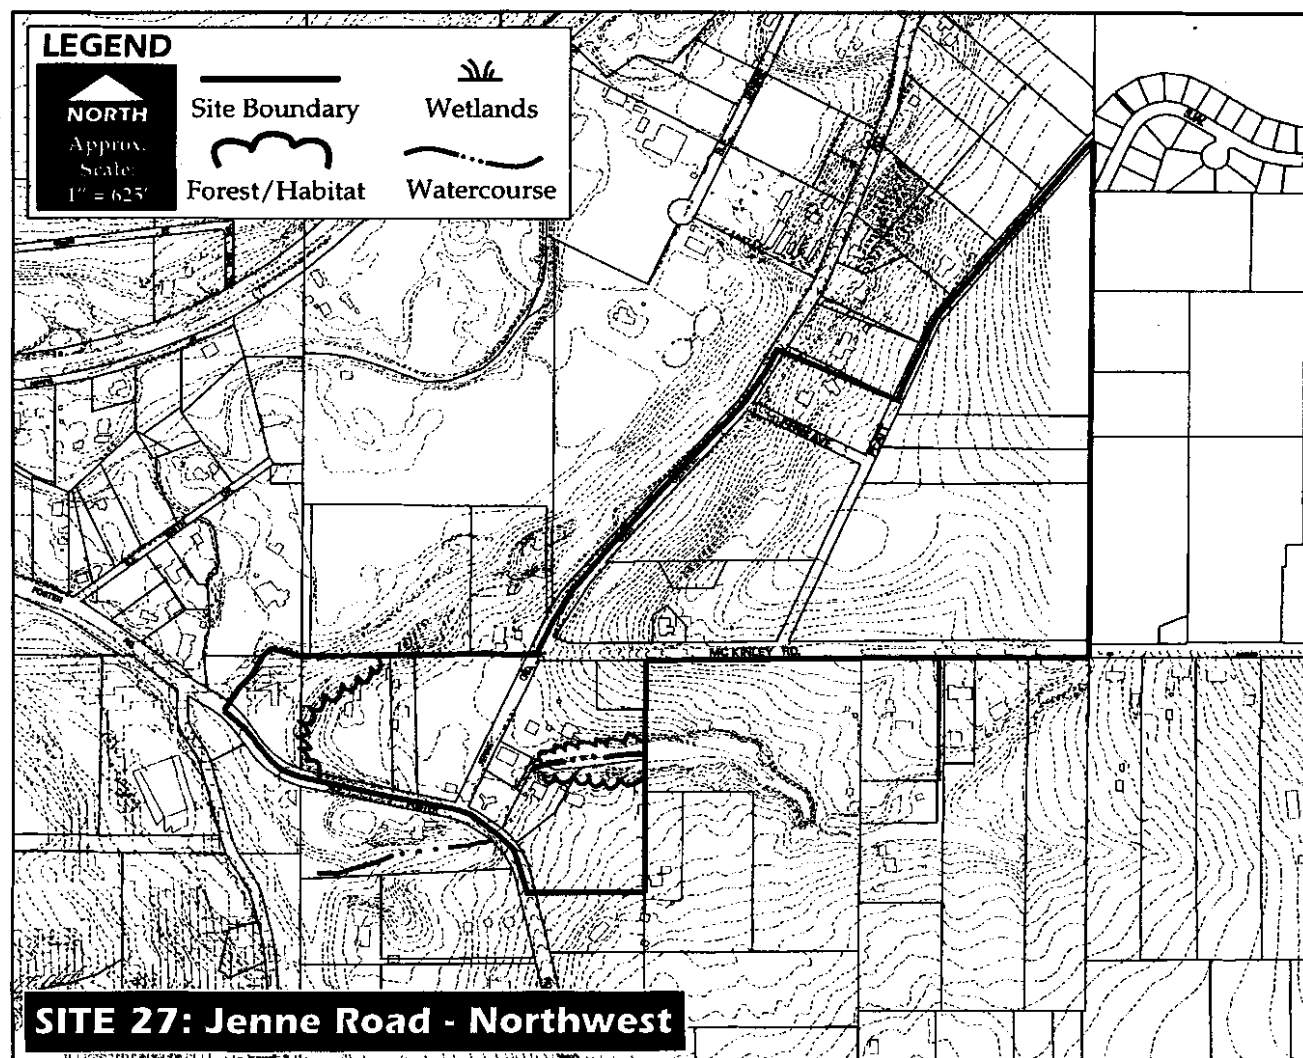 LEGEND
NORTH
Approx.
Scale:
1" = 625'
Site Boundary
Wetlands
Forest/Habitat
Watercourse
FOSTER
MC KINLEY RD.
SITE 27: Jenne Road - Northwest